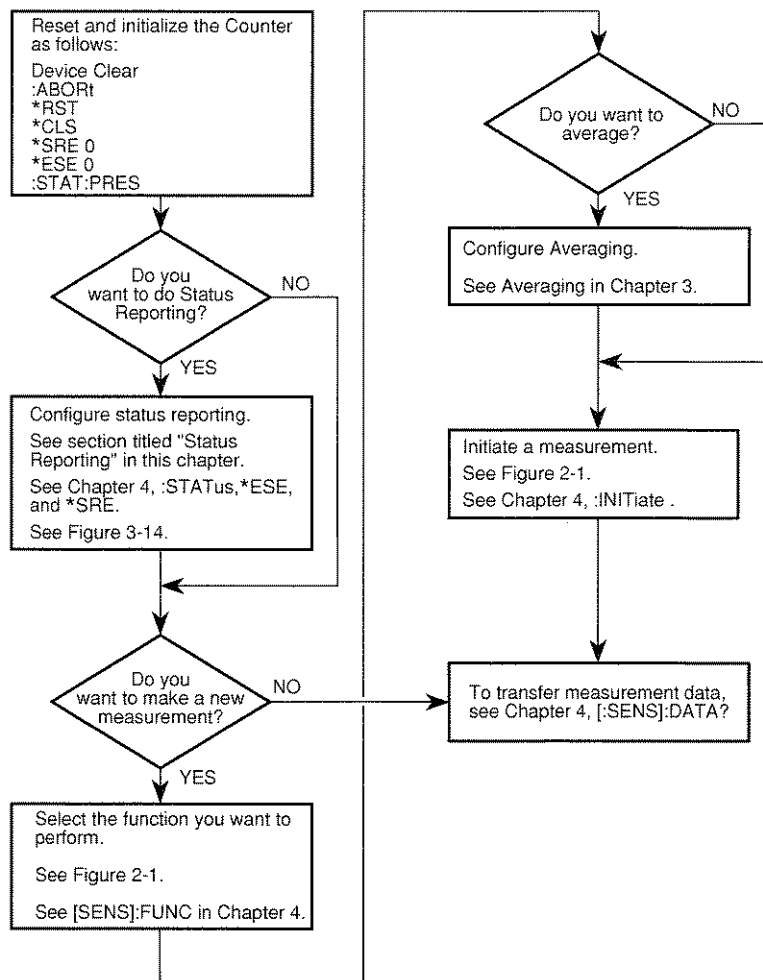 Reset and initialize the Counter
as follows:
Device Clear
:ABORt
*RST
*CLS
*SRE 0
*ESE 0
:STAT:PRES
Do you
want to do Status
Reporting?
NO
YES
Configure status reporting.
See section titled "Status
Reporting" in this chapter.
See Chapter 4, :STATus,*ESE,
and *SRE.
See Figure 3-14.
Do you
want to make a new
measurement?
NO
YES
Select the function you want to
perform.
See Figure 2-1.
See [SENS]:FUNC in Chapter 4.
Do you want to
average?
NO
YES
Configure Averaging.
See Averaging in Chapter 3.
Initiate a measurement.
See Figure 2-1.
See Chapter 4, :INITiate .
To transfer measurement data,
see Chapter 4, [:SENS]:DATA?